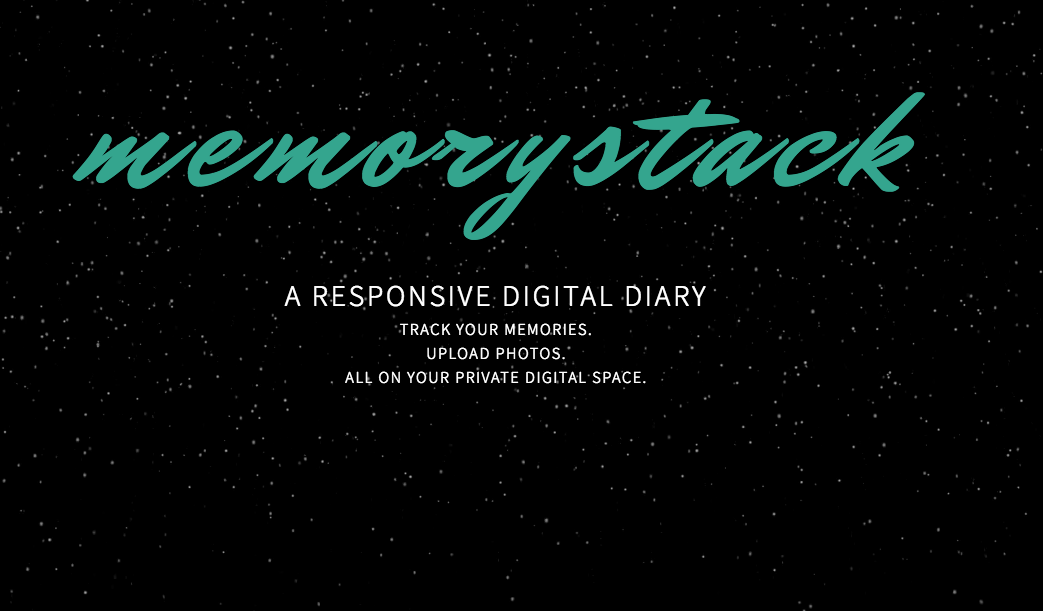 memorystack
A RESPONSIVE DIGITAL DIARY
TRACK YOUR MEMORIES.
UPLOAD PHOTOS.
ALL ON YOUR PRIVATE DIGITAL SPACE.